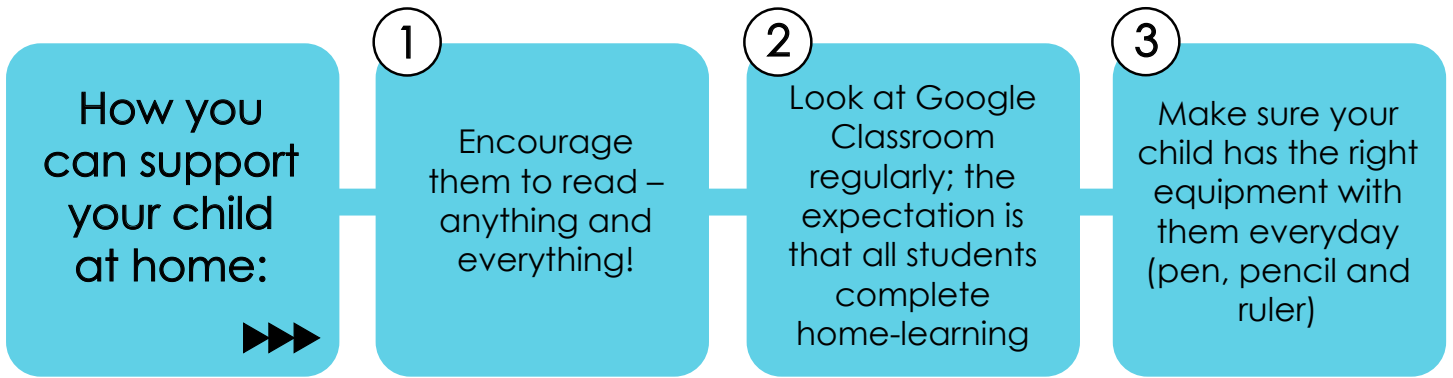 How you
can support
your child
at home:
1
Encourage
them to read –
anything and
everything!
2
Look at Google
Classroom
regularly; the
expectation is
that all students
complete
home-learning
3
Make sure your
child has the right
equipment with
them everyday
(pen, pencil and
ruler)